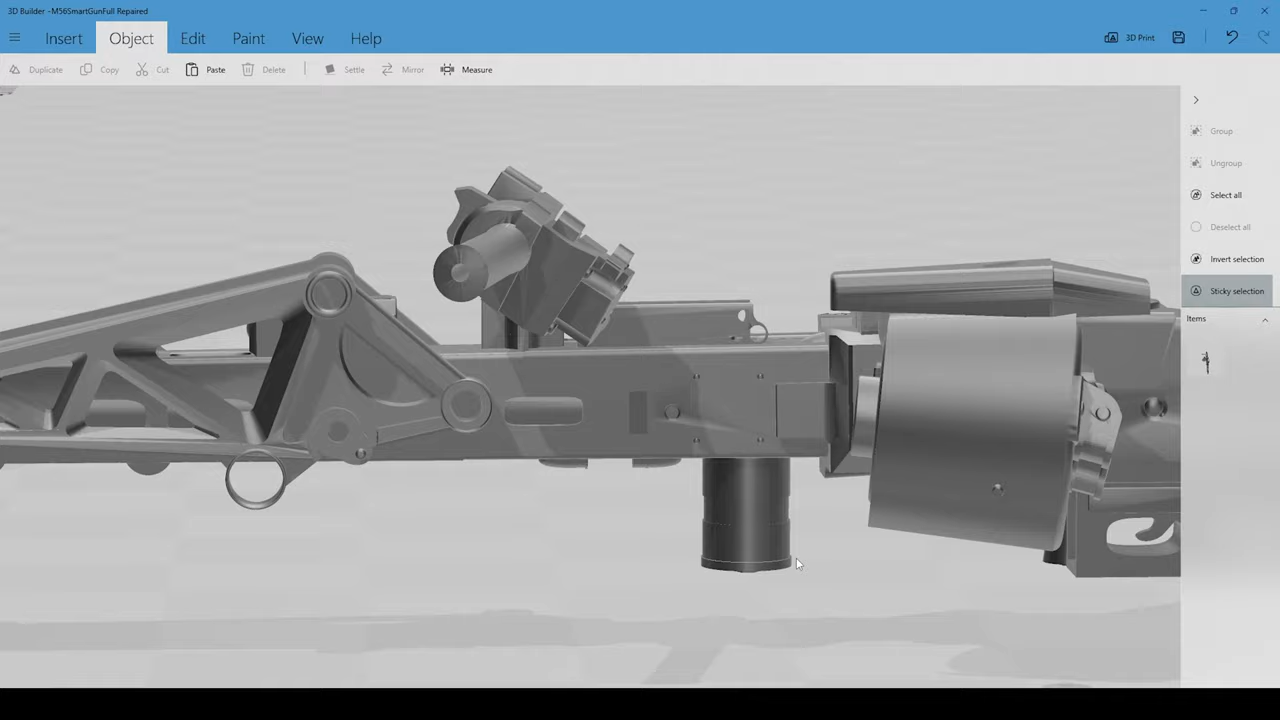 3D Builder - M56SmartGunFull Repaired
Insert
Object
Edit
Paint
View
Help
3D Print
Duplicate
Copy
Cut
Paste
Delete
Settle
Mirror
Measure
Group
Ungroup
Select all
Deselect all
Invert selection
Sticky selection
Items